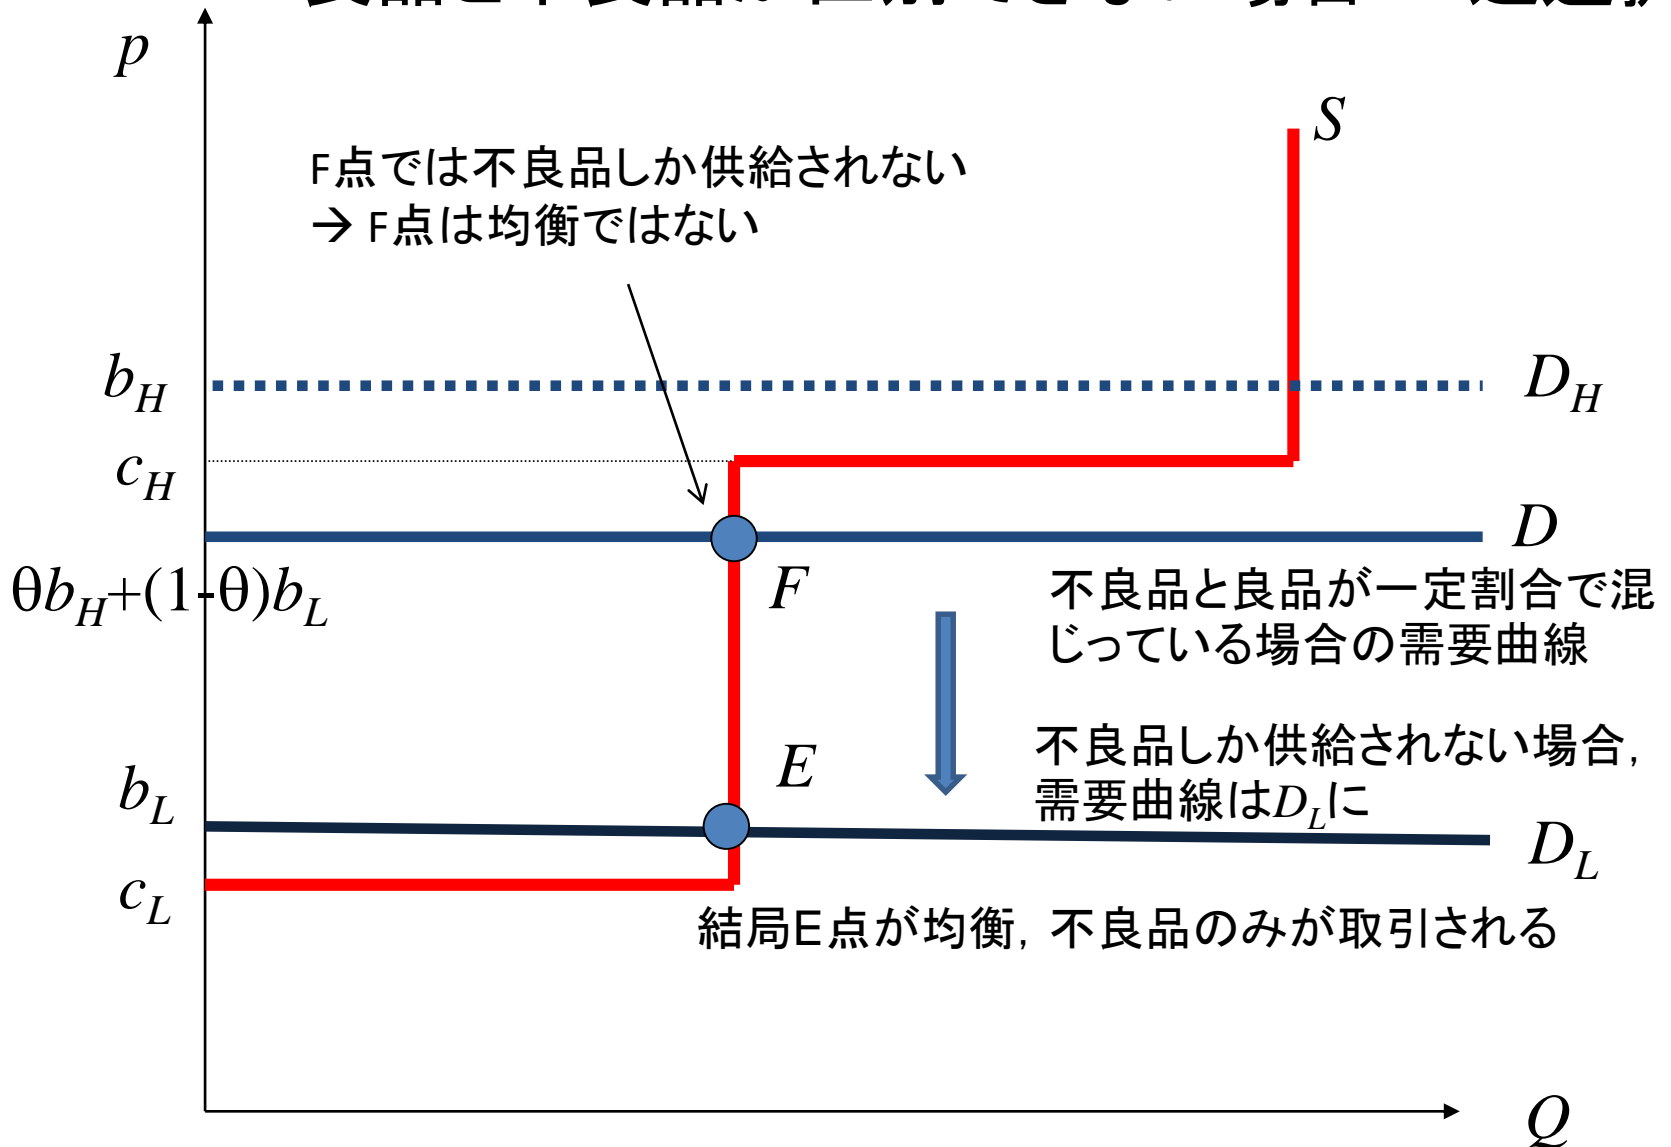 p
S
F点では不良品しか供給されない
→ F点は均衡ではない
b_H
D_H
c_H
D
θb_H+(1-θ)b_L
F
不良品と良品が一定割合で混
じっている場合の需要曲線
E
不良品しか供給されない場合,
需要曲線はD_Lに
b_L
D_L
c_L
結局E点が均衡, 不良品のみが取引される
Q